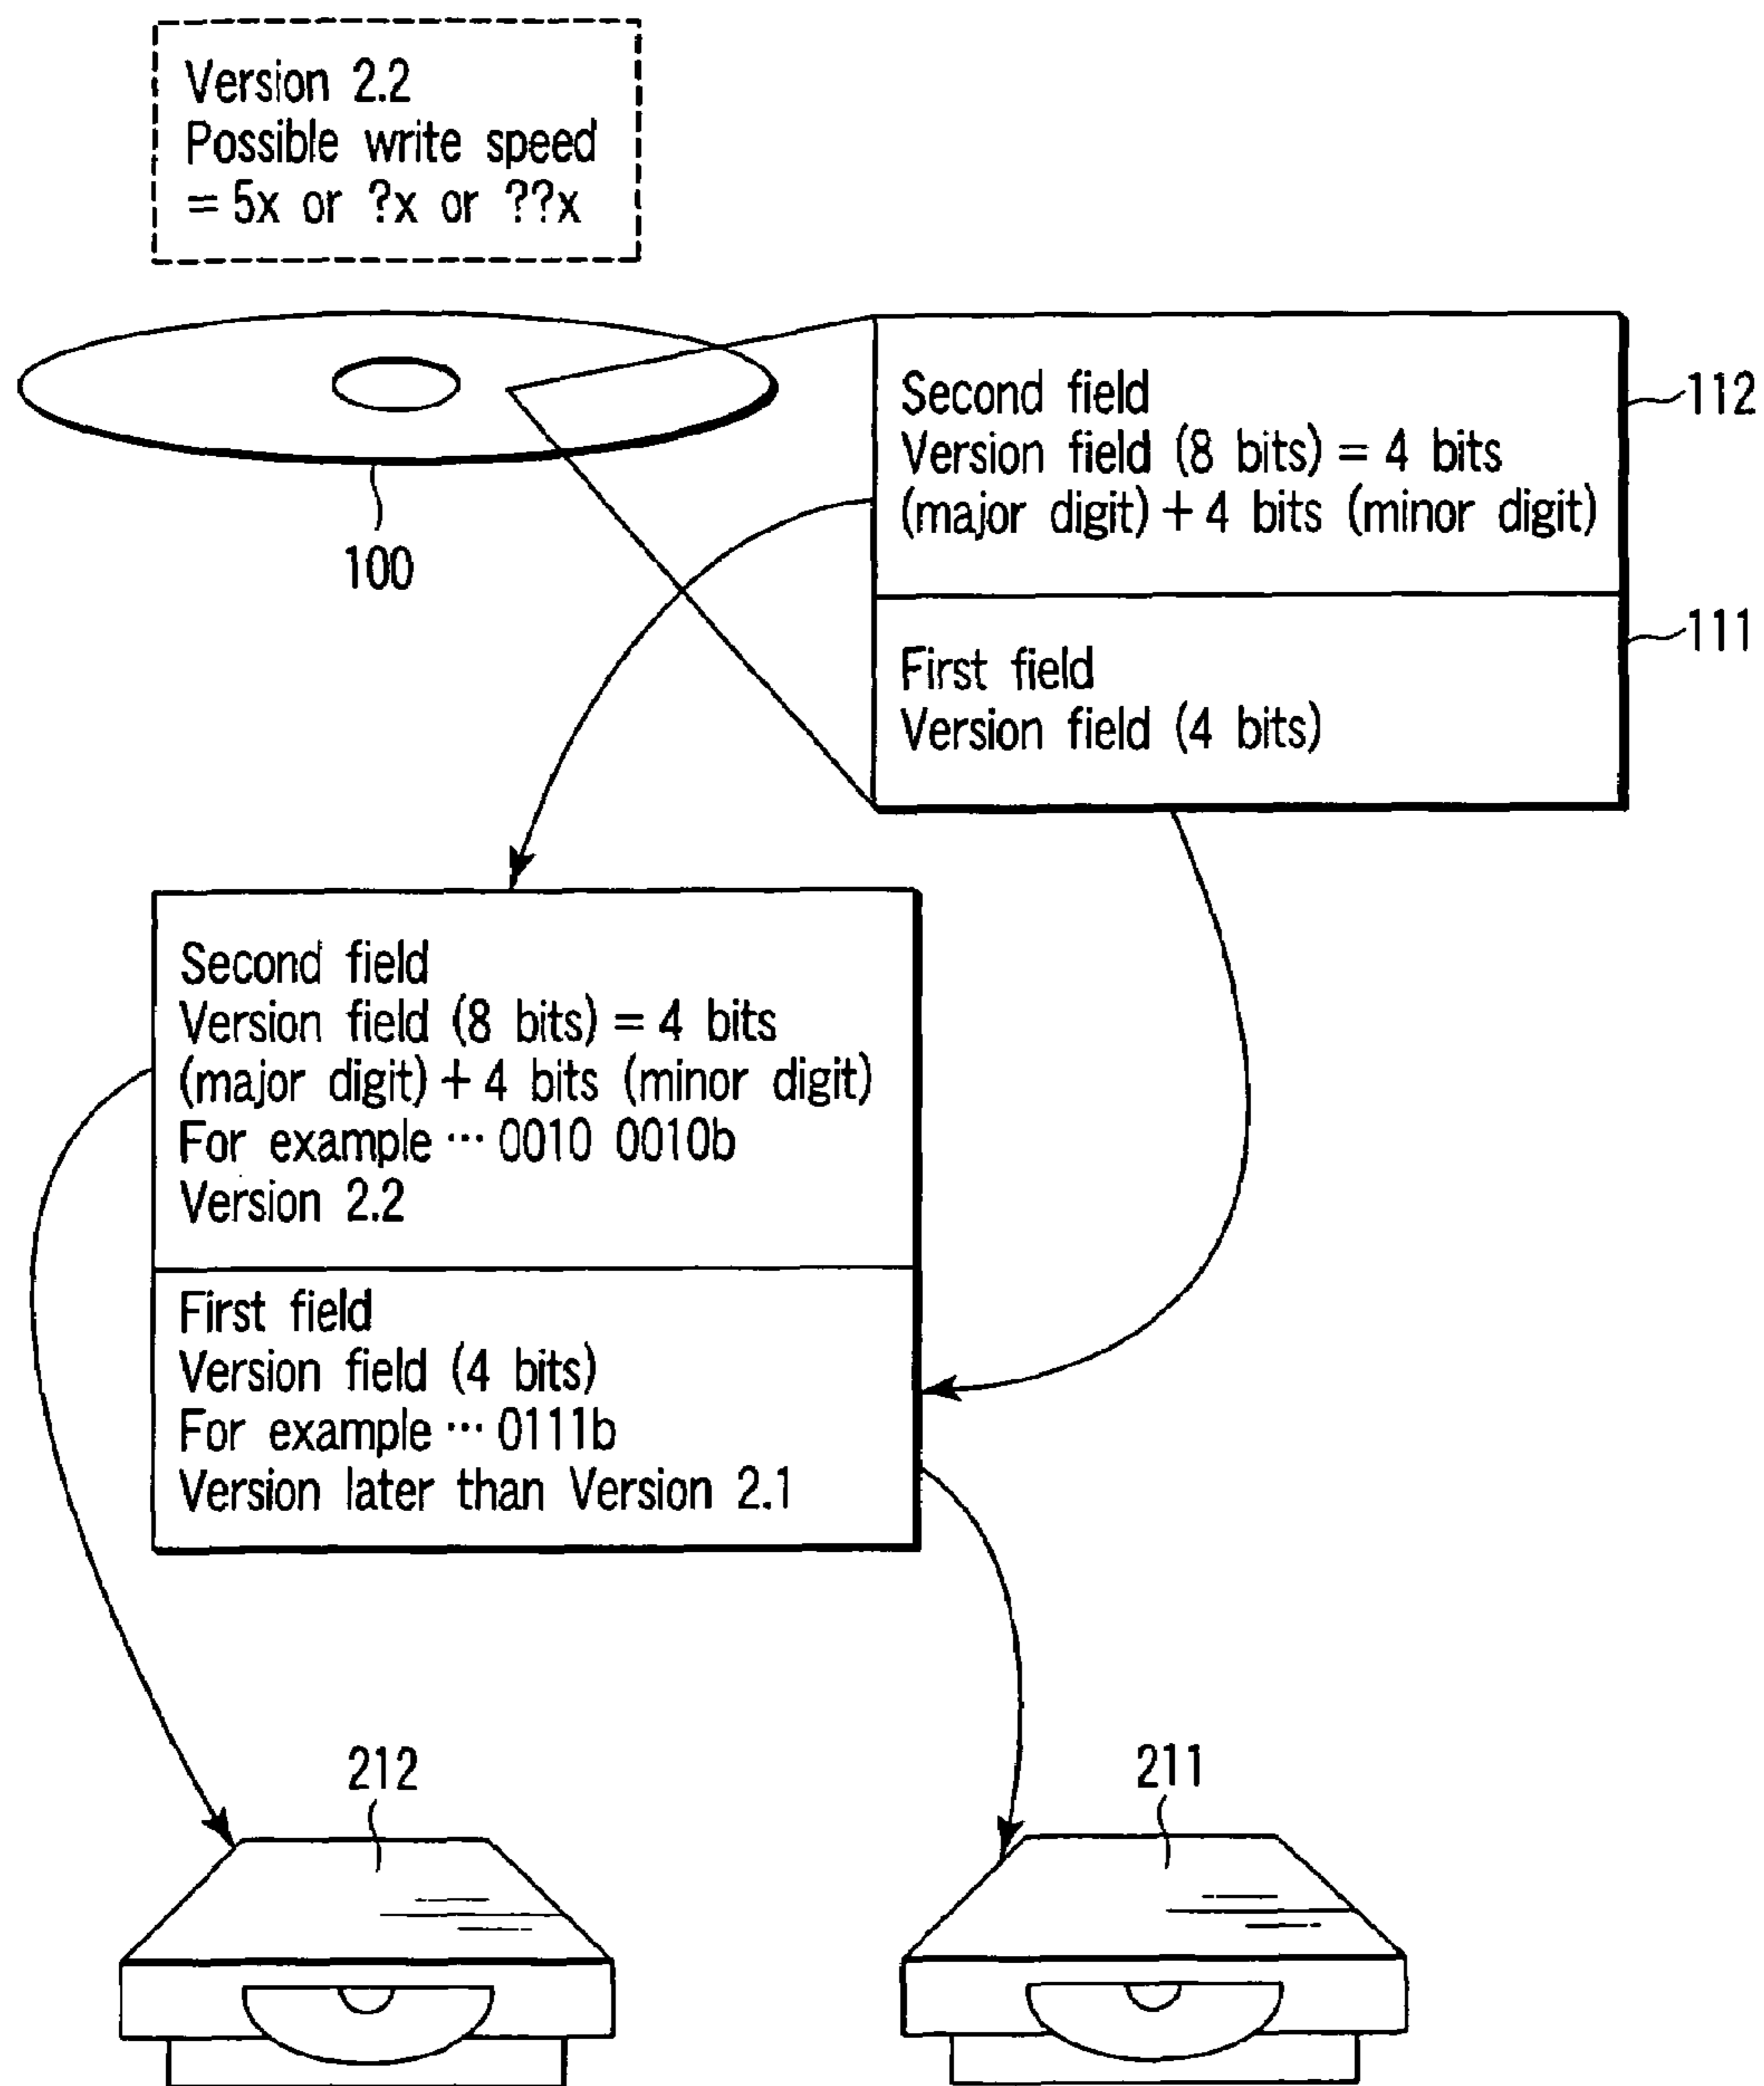 Version 2.2
Possible write speed
= 5x or ?x or ??x
Second field
Version field (8 bits) = 4 bits
(major digit) + 4 bits (minor digit)
112
First field
Version field (4 bits)
111
100
Second field
Version field (8 bits) = 4 bits
(major digit) + 4 bits (minor digit)
For example ··· 0010 0010b
Version 2.2
First field
Version field (4 bits)
For example ··· 0111b
Version later than Version 2.1
212
211